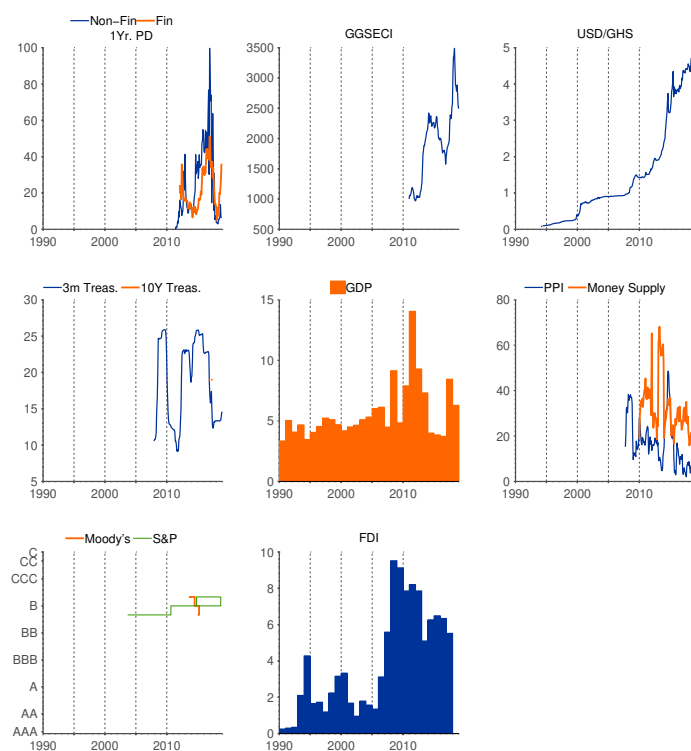 Non−Fin Fin
1Yr. PD
100
80
60
40
20
0
1990 2000 2010
GGSECI
3500
3000
2500
2000
1500
1000
500
1990 2000 2010
USD/GHS
5
4
3
2
1
0
1990 2000 2010
3m Treas. 10Y Treas.
30
25
20
15
10
5
1990 2000 2010
GDP
15
10
5
0
1990 2000 2010
PPI Money Supply
80
60
40
20
0
1990 2000 2010
Moody's S&P
C
CC
CCC
B
BB
BBB
A
AA
AAA
1990 2000 2010
FDI
10
8
6
4
2
0
1990 2000 2010